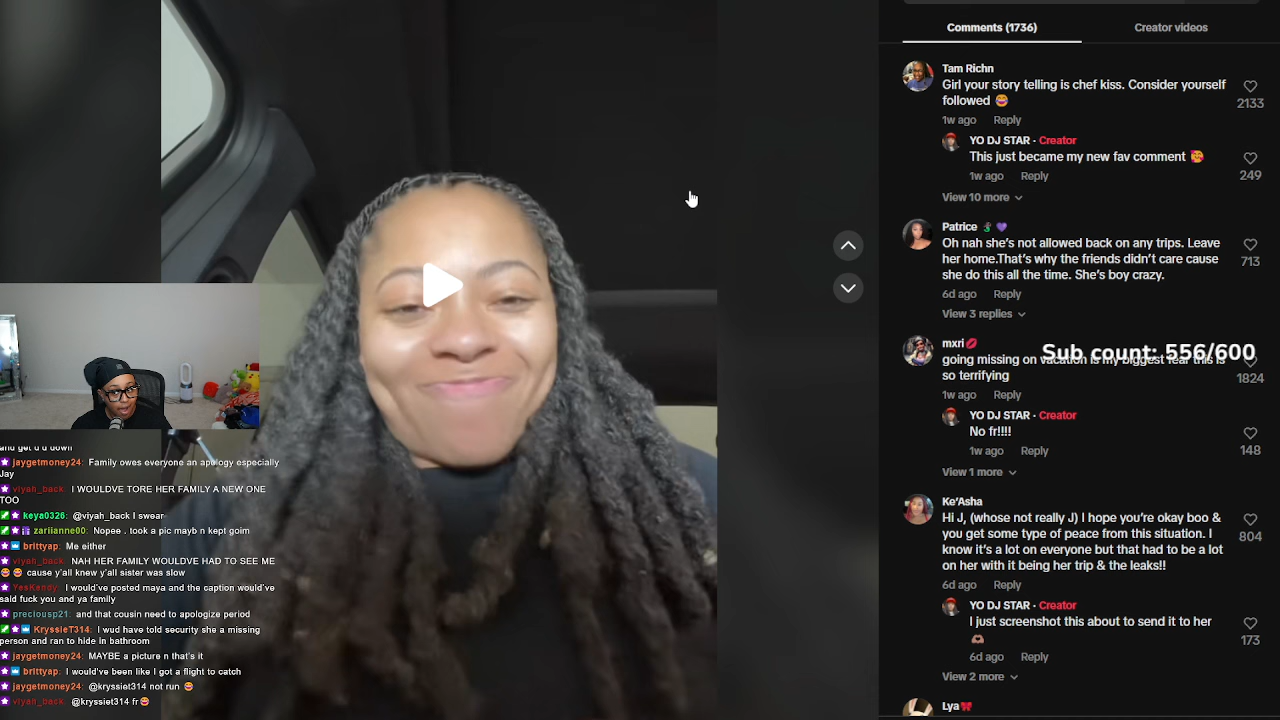 Comments (1736)
Creator videos
Tam Richn
Girl your story telling is chef kiss. Consider yourself
followed 😂
2133
1w ago Reply
YO DJ STAR · Creator
This just became my new fav comment 🥰
249
1w ago Reply
View 10 more
Patrice 💜
Oh nah she's not allowed back on any trips. Leave
her home.That's why the friends didn't care cause
she do this all the time. She's boy crazy.
713
6d ago Reply
View 3 replies
mxri💋
Sub count: 556/600
going missing on vacation is my biggest fear this is
so terrifying
1824
1w ago Reply
YO DJ STAR · Creator
No fr!!!!
148
1w ago Reply
View 1 more
Ke'Asha
Hi J, (whose not really J) I hope you're okay boo &
you get some type of peace from this situation. I
know it's a lot on everyone but that had to be a lot
on her with it being her trip & the leaks!!
804
6d ago Reply
YO DJ STAR · Creator
I just screenshot this about to send it to her
🫶🏽
173
6d ago Reply
View 2 more
Lya🎀
and get u d down
jaygetmoney24: Family owes everyone an apology especially
Jay
viyah_back: I WOULDVE TORE HER FAMILY A NEW ONE
TOO
keya0326: @viyah_back I swear
zariianne00: Nopee . took a pic mayb n kept goim
brittyap: Me either
viyah_back: NAH HER FAMILY WOULDVE HAD TO SEE ME
😂 😂 cause y'all knew y'all sister was slow
YesKandy: I would've posted maya and the caption would've
said fuck you and ya family
preciousp21: and that cousin need to apologize period
KryssieT314: I wud have told security she a missing
person and ran to hide in bathroom
jaygetmoney24: MAYBE a picture n that's it
brittyap: I would've been like I got a flight to catch
jaygetmoney24: @kryssiet314 not run 😂
viyah_back: @kryssiet314 fr😂